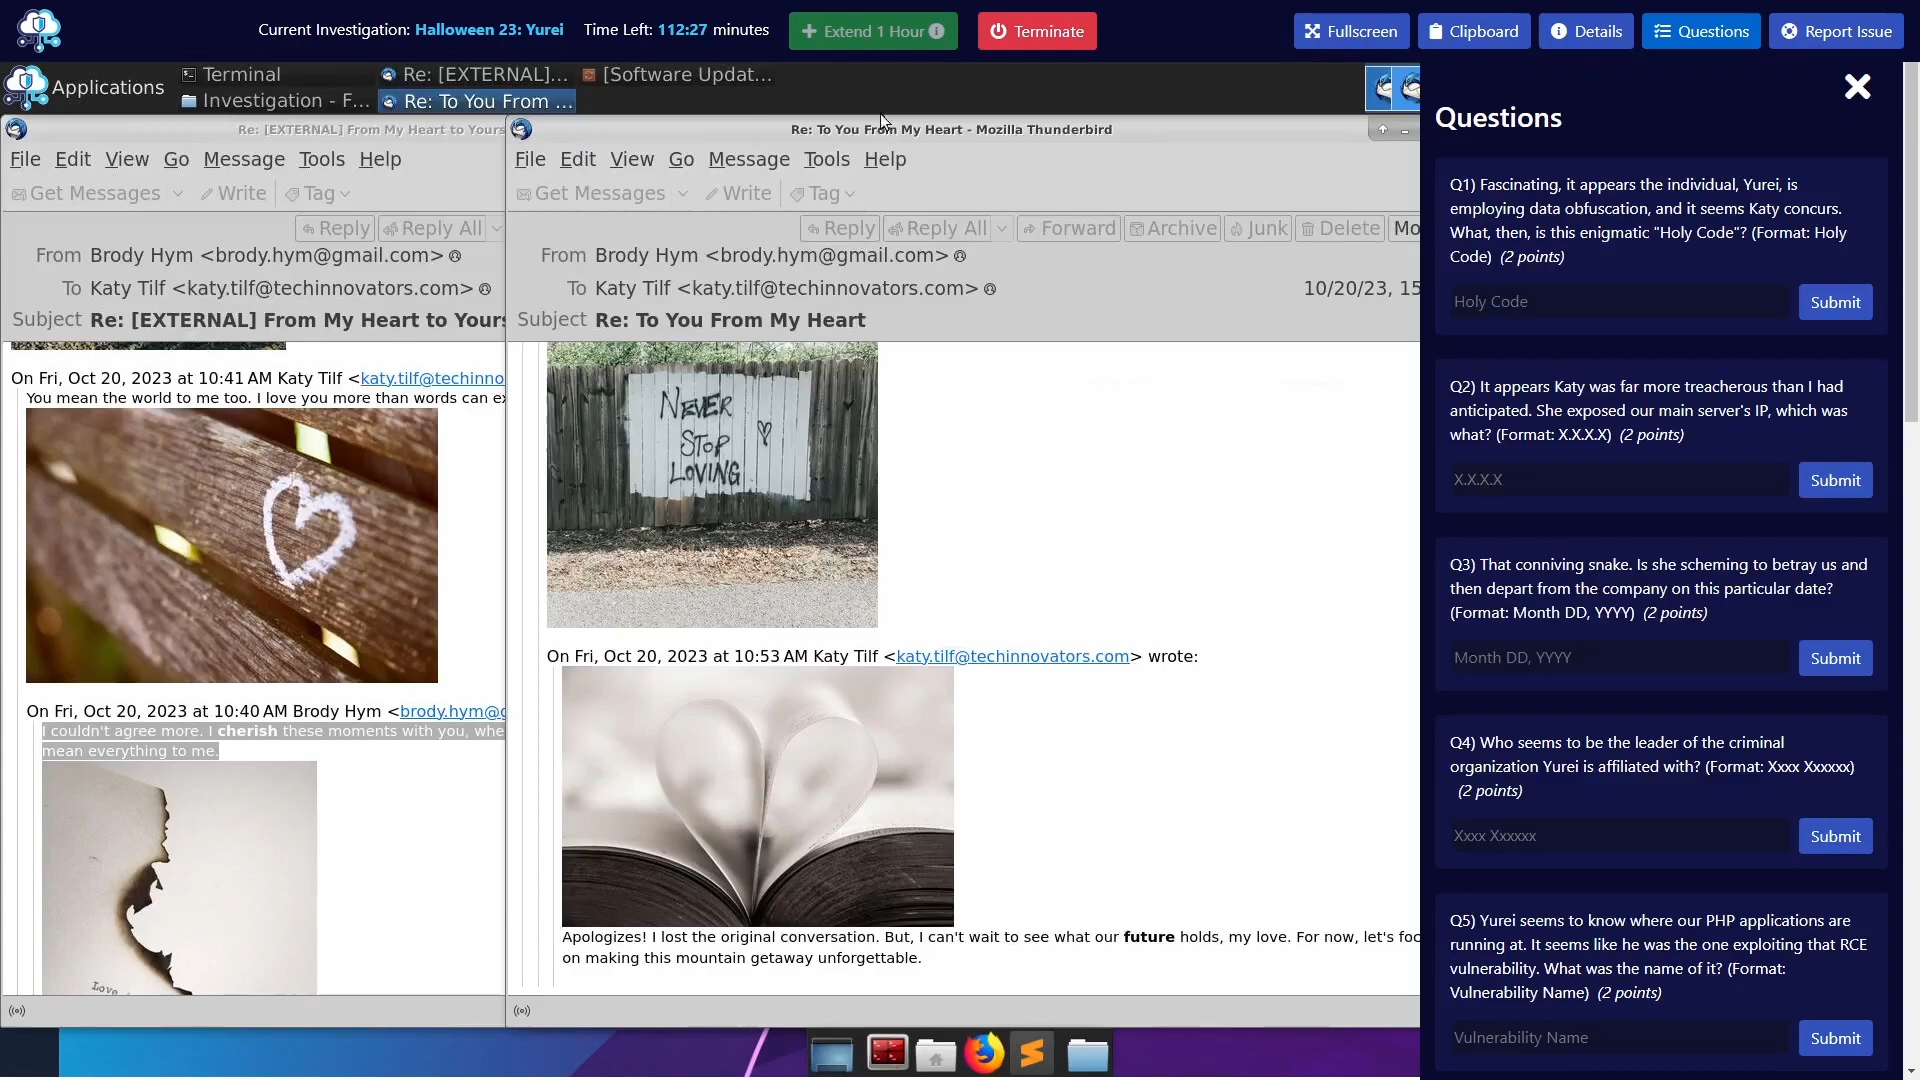 Current Investigation: Halloween 23: Yurei
Time Left: 112:27 minutes
Extend 1 Hour
Terminate
Fullscreen
Clipboard
Details
Questions
Report Issue
Applications
Terminal
Re: [EXTERNAL]...
[Software Updat...
Investigation - F...
Re: To You From ...
Re: [EXTERNAL] From My Heart to Yours
File Edit View Go Message Tools Help
Get Messages
Write
Tag
Reply
Reply All
From Brody Hym <brody.hym@gmail.com>
To Katy Tilf <katy.tilf@techinnovators.com>
Subject Re: [EXTERNAL] From My Heart to Yours
On Fri, Oct 20, 2023 at 10:41 AM Katy Tilf <katy.tilf@techinno
You mean the world to me too. I love you more than words can ex
On Fri, Oct 20, 2023 at 10:40 AM Brody Hym <brody.hym@g
I couldn't agree more. I cherish these moments with you, whe
mean everything to me.
Love
Re: To You From My Heart - Mozilla Thunderbird
File Edit View Go Message Tools Help
Get Messages
Write
Tag
Reply
Reply All
Forward
Archive
Junk
Delete
Mo
From Brody Hym <brody.hym@gmail.com>
To Katy Tilf <katy.tilf@techinnovators.com>
10/20/23, 15
Subject Re: To You From My Heart
NEVER
STOP
LOVING
On Fri, Oct 20, 2023 at 10:53 AM Katy Tilf <katy.tilf@techinnovators.com> wrote:
Apologizes! I lost the original conversation. But, I can't wait to see what our future holds, my love. For now, let's foc
on making this mountain getaway unforgettable.
Questions
Q1) Fascinating, it appears the individual, Yurei, is
employing data obfuscation, and it seems Katy concurs.
What, then, is this enigmatic "Holy Code"? (Format: Holy
Code) (2 points)
Holy Code
Submit
Q2) It appears Katy was far more treacherous than I had
anticipated. She exposed our main server's IP, which was
what? (Format: X.X.X.X) (2 points)
X.X.X.X
Submit
Q3) That conniving snake. Is she scheming to betray us and
then depart from the company on this particular date?
(Format: Month DD, YYYY) (2 points)
Month DD, YYYY
Submit
Q4) Who seems to be the leader of the criminal
organization Yurei is affiliated with? (Format: Xxxx Xxxxxx)
(2 points)
Xxxx Xxxxxx
Submit
Q5) Yurei seems to know where our PHP applications are
running at. It seems like he was the one exploiting that RCE
vulnerability. What was the name of it? (Format:
Vulnerability Name) (2 points)
Vulnerability Name
Submit